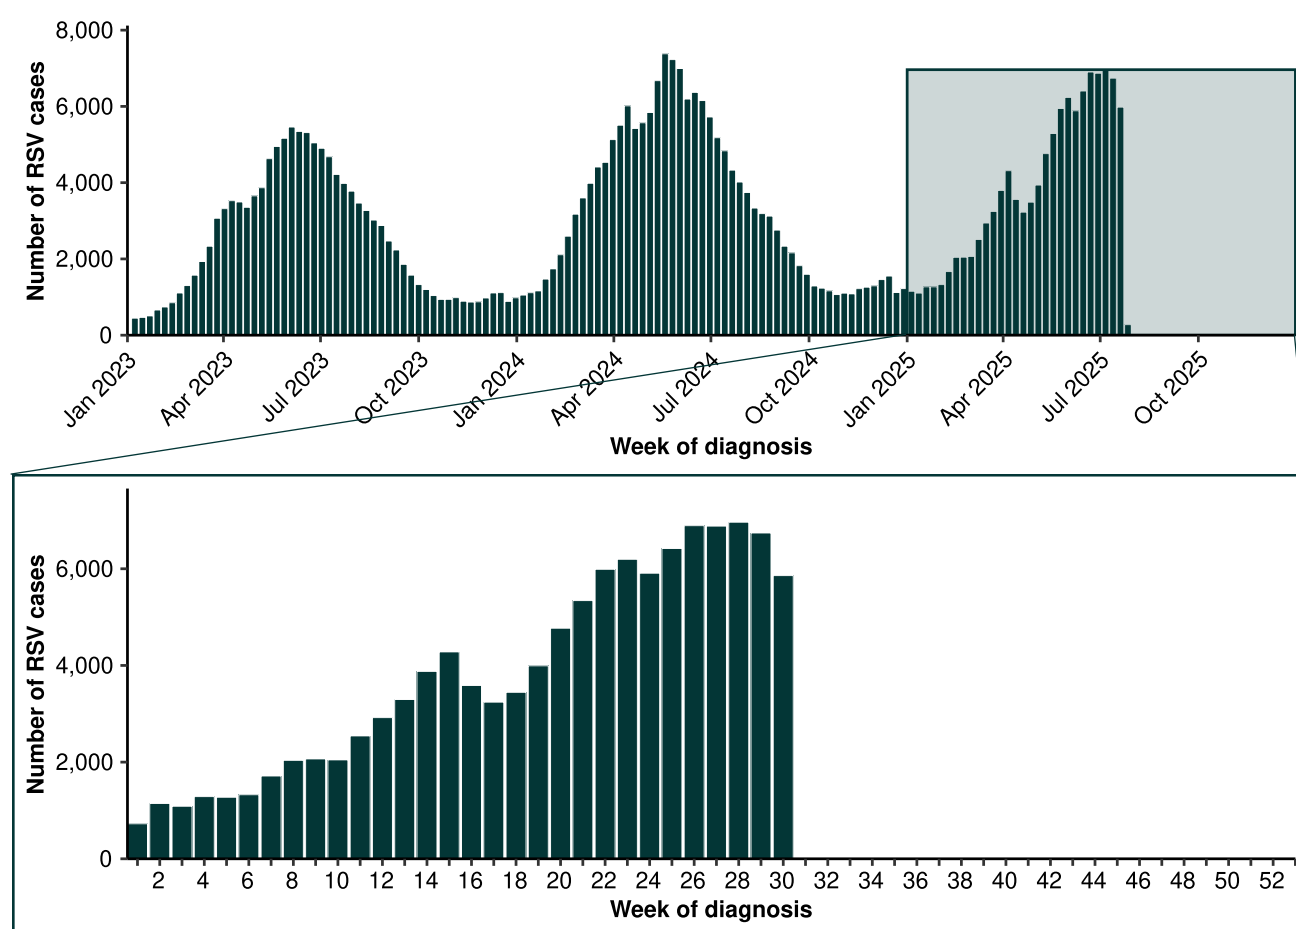 8,000
6,000
4,000
2,000
0
Number of RSV cases
Jan 2023
Apr 2023
Jul 2023
Oct 2023
Jan 2024
Apr 2024
Jul 2024
Oct 2024
Jan 2025
Apr 2025
Jul 2025
Oct 2025
Week of diagnosis
6,000
4,000
2,000
0
Number of RSV cases
2 4 6 8 10 12 14 16 18 20 22 24 26 28 30 32 34 36 38 40 42 44 46 48 50 52
Week of diagnosis